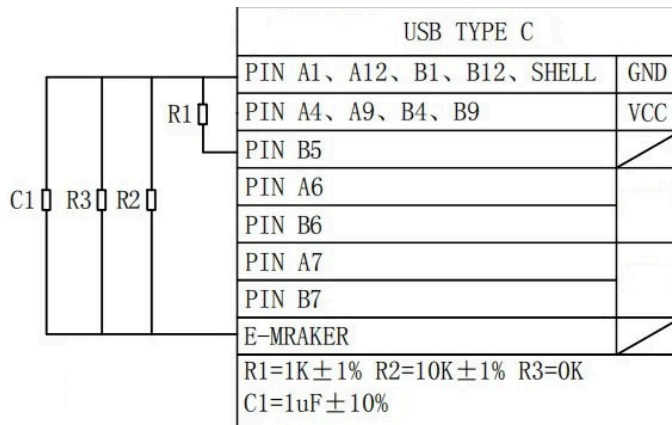 USB TYPE C
PIN A1、A12、B1、B12、SHELL GND
R1 PIN A4、A9、B4、B9 VCC
PIN B5
PIN A6
C1 R3 R2 PIN B6
PIN A7
PIN B7
E-MRAKER
R1=1K±1% R2=10K±1% R3=0K
C1=1uF±10%